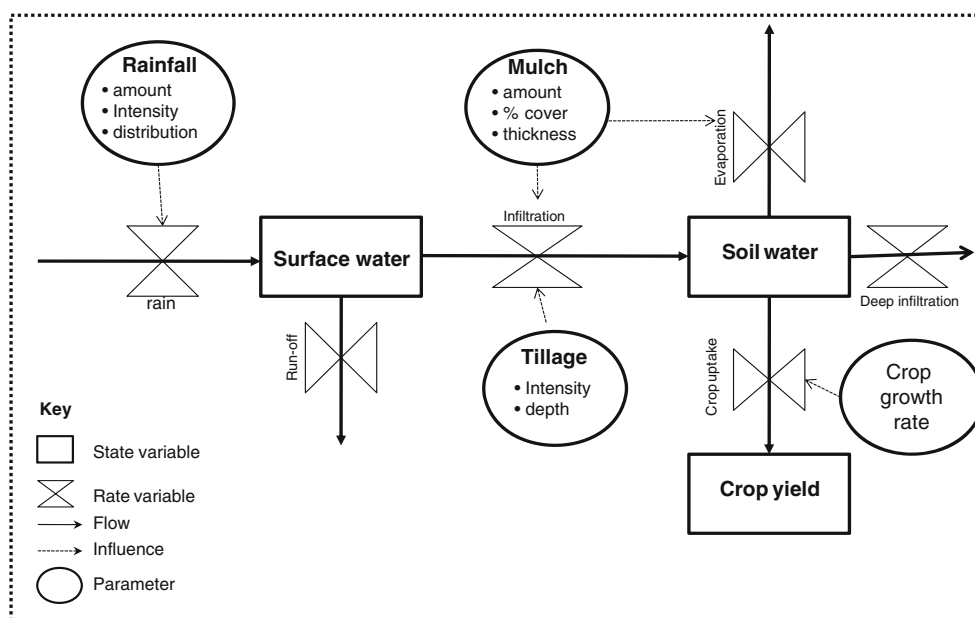 Rainfall
• amount
• Intensity
• distribution
Mulch
• amount
• % cover
• thickness
Evaporation
Infiltration
rain
Surface water
Soil water
Deep infiltration
Run-off
Tillage
• Intensity
• depth
Crop uptake
Crop
growth
rate
Crop yield
Key
State variable
Rate variable
Flow
Influence
Parameter